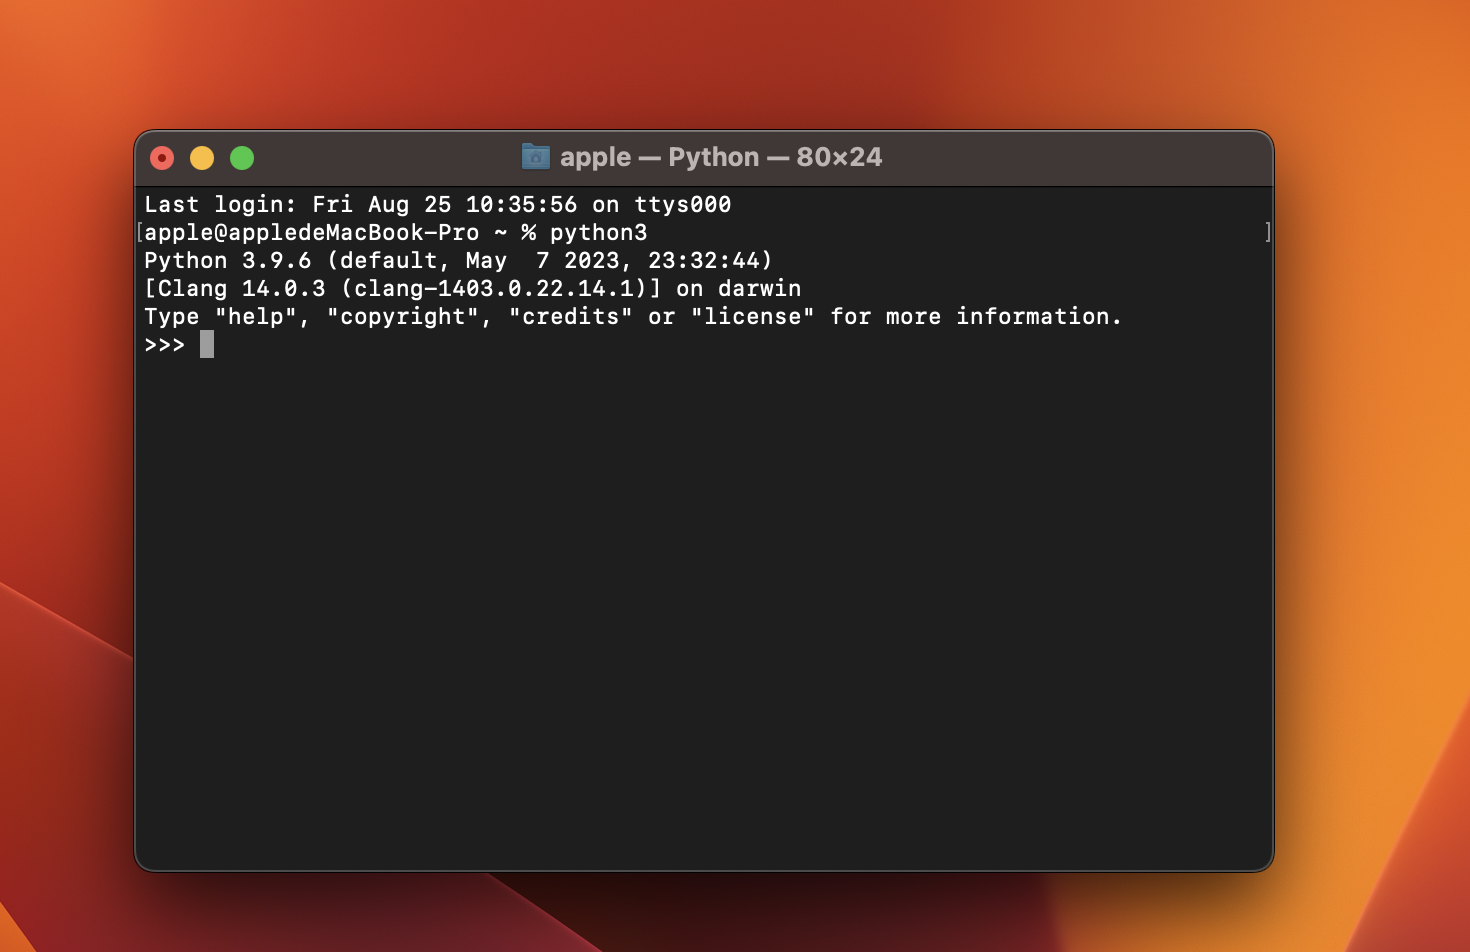 apple — Python — 80×24
Last login: Fri Aug 25 10:35:56 on ttys000
[apple@appledeMacBook-Pro ~ % python3 ]
Python 3.9.6 (default, May  7 2023, 23:32:44)
[Clang 14.0.3 (clang-1403.0.22.14.1)] on darwin
Type "help", "copyright", "credits" or "license" for more information.
>>>